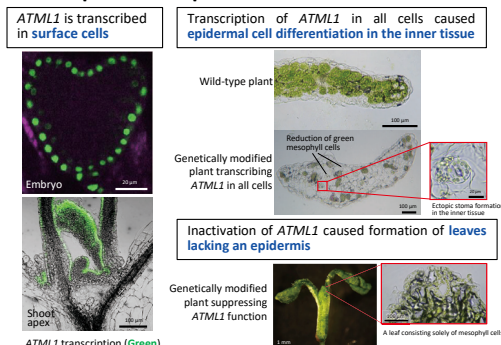 ATML1 is transcribed
in surface cells
Embryo
20 μm
Shoot
apex
100 μm
ATML1 transcription (Green)
Transcription of ATML1 in all cells caused
epidermal cell differentiation in the inner tissue
Wild-type plant
100 μm
Reduction of green
mesophyll cells
Genetically modified
plant transcribing
ATML1 in all cells
100 μm
20 μm
Ectopic stoma formation
in the inner tissue
Inactivation of ATML1 caused formation of leaves
lacking an epidermis
Genetically modified
plant suppressing
ATML1 function
1 mm
100 μm
A leaf consisting solely of mesophyll cell